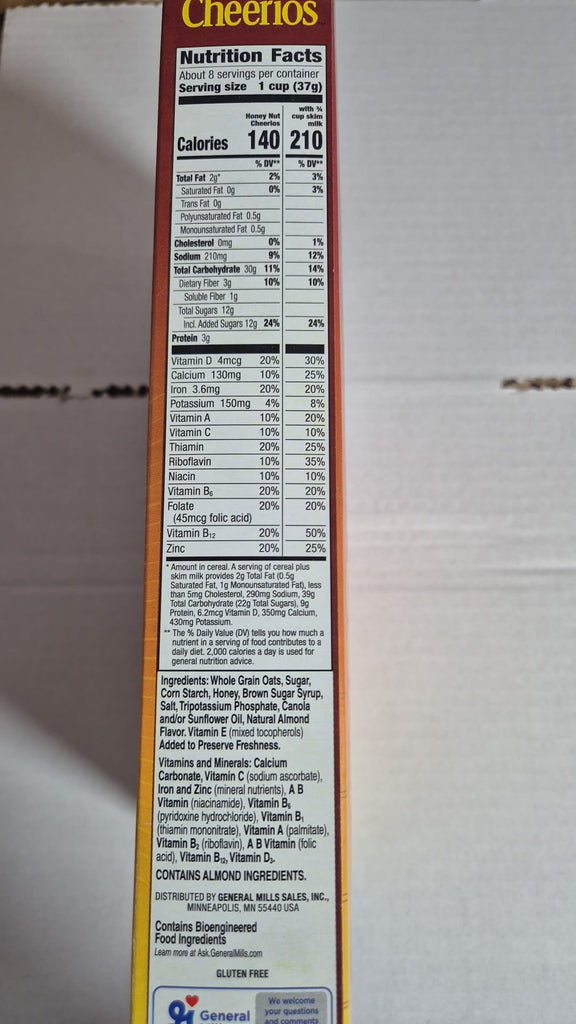 Cheerios
Nutrition Facts
About 8 servings per container
Serving size 1 cup (37g)
Honey Nut Cheerios
with ¾ cup skim milk
Calories 140 210
% DV** % DV**
Total Fat 2g* 2% 3%
Saturated Fat 0g 0% 3%
Trans Fat 0g
Polyunsaturated Fat 0.5g
Monounsaturated Fat 0.5g
Cholesterol 0mg 0% 1%
Sodium 210mg 9% 12%
Total Carbohydrate 30g 11% 14%
Dietary Fiber 3g 10% 10%
Soluble Fiber 1g
Total Sugars 12g
Incl. Added Sugars 12g 24% 24%
Protein 3g
Vitamin D 4mcg 20% 30%
Calcium 130mg 10% 25%
Iron 3.6mg 20% 20%
Potassium 150mg 4% 8%
Vitamin A 10% 20%
Vitamin C 10% 10%
Thiamin 20% 25%
Riboflavin 10% 35%
Niacin 10% 10%
Vitamin B₆ 20% 20%
Folate 20% 20%
(45mcg folic acid)
Vitamin B₁₂ 20% 50%
Zinc 20% 25%
* Amount in cereal. A serving of cereal plus
skim milk provides 2g Total Fat (0.5g
Saturated Fat, 1g Monounsaturated Fat), less
than 5mg Cholesterol, 290mg Sodium, 39g
Total Carbohydrate (22g Total Sugars), 9g
Protein, 6.2mcg Vitamin D, 350mg Calcium,
430mg Potassium.
** The % Daily Value (DV) tells you how much a
nutrient in a serving of food contributes to a
daily diet. 2,000 calories a day is used for
general nutrition advice.
Ingredients: Whole Grain Oats, Sugar,
Corn Starch, Honey, Brown Sugar Syrup,
Salt, Tripotassium Phosphate, Canola
and/or Sunflower Oil, Natural Almond
Flavor. Vitamin E (mixed tocopherols)
Added to Preserve Freshness.
Vitamins and Minerals: Calcium
Carbonate, Vitamin C (sodium ascorbate),
Iron and Zinc (mineral nutrients), A B
Vitamin (niacinamide), Vitamin B₆
(pyridoxine hydrochloride), Vitamin B₁
(thiamin mononitrate), Vitamin A (palmitate),
Vitamin B₂ (riboflavin), A B Vitamin (folic
acid), Vitamin B₁₂, Vitamin D₃.
CONTAINS ALMOND INGREDIENTS.
DISTRIBUTED BY GENERAL MILLS SALES, INC.,
MINNEAPOLIS, MN 55440 USA
Contains Bioengineered
Food Ingredients
Learn more at Ask.GeneralMills.com
GLUTEN FREE
General
We welcome
your questions
and comments